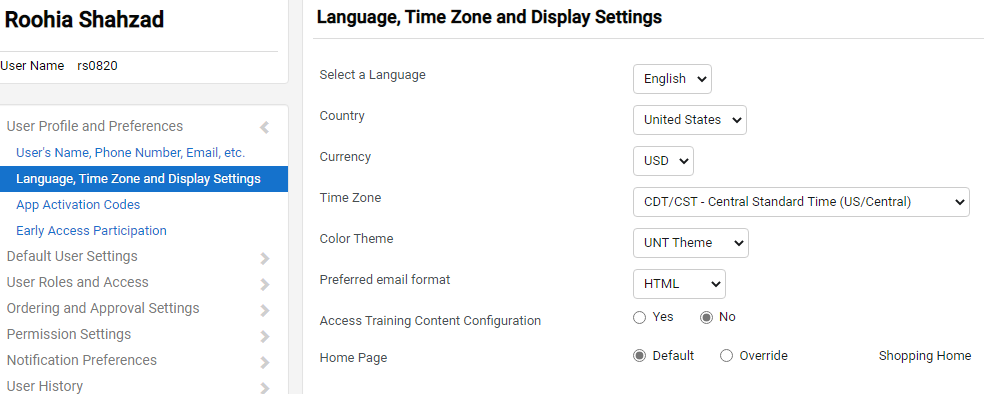 Roohia Shahzad
User Name rs0820
User Profile and Preferences
User's Name, Phone Number, Email, etc.
Language, Time Zone and Display Settings
App Activation Codes
Early Access Participation
Default User Settings
User Roles and Access
Ordering and Approval Settings
Permission Settings
Notification Preferences
User History
Language, Time Zone and Display Settings
Select a Language English
Country United States
Currency USD
Time Zone CDT/CST - Central Standard Time (US/Central)
Color Theme UNT Theme
Preferred email format HTML
Access Training Content Configuration Yes No
Home Page Default Override Shopping Home